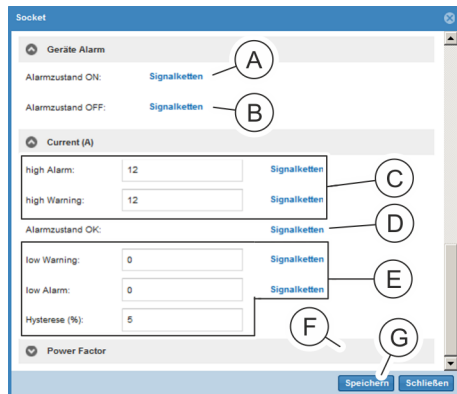 Socket
Geräte Alarm
A
Alarmzustand ON: Signalketten
Alarmzustand OFF: Signalketten
B
Current (A)
high Alarm: 12 Signalketten
C
high Warning: 12 Signalketten
Alarmzustand OK: Signalketten
D
low Warning: 0 Signalketten
E
low Alarm: 0 Signalketten
Hysterese (%): 5
F
G
Power Factor
Speichern Schließen